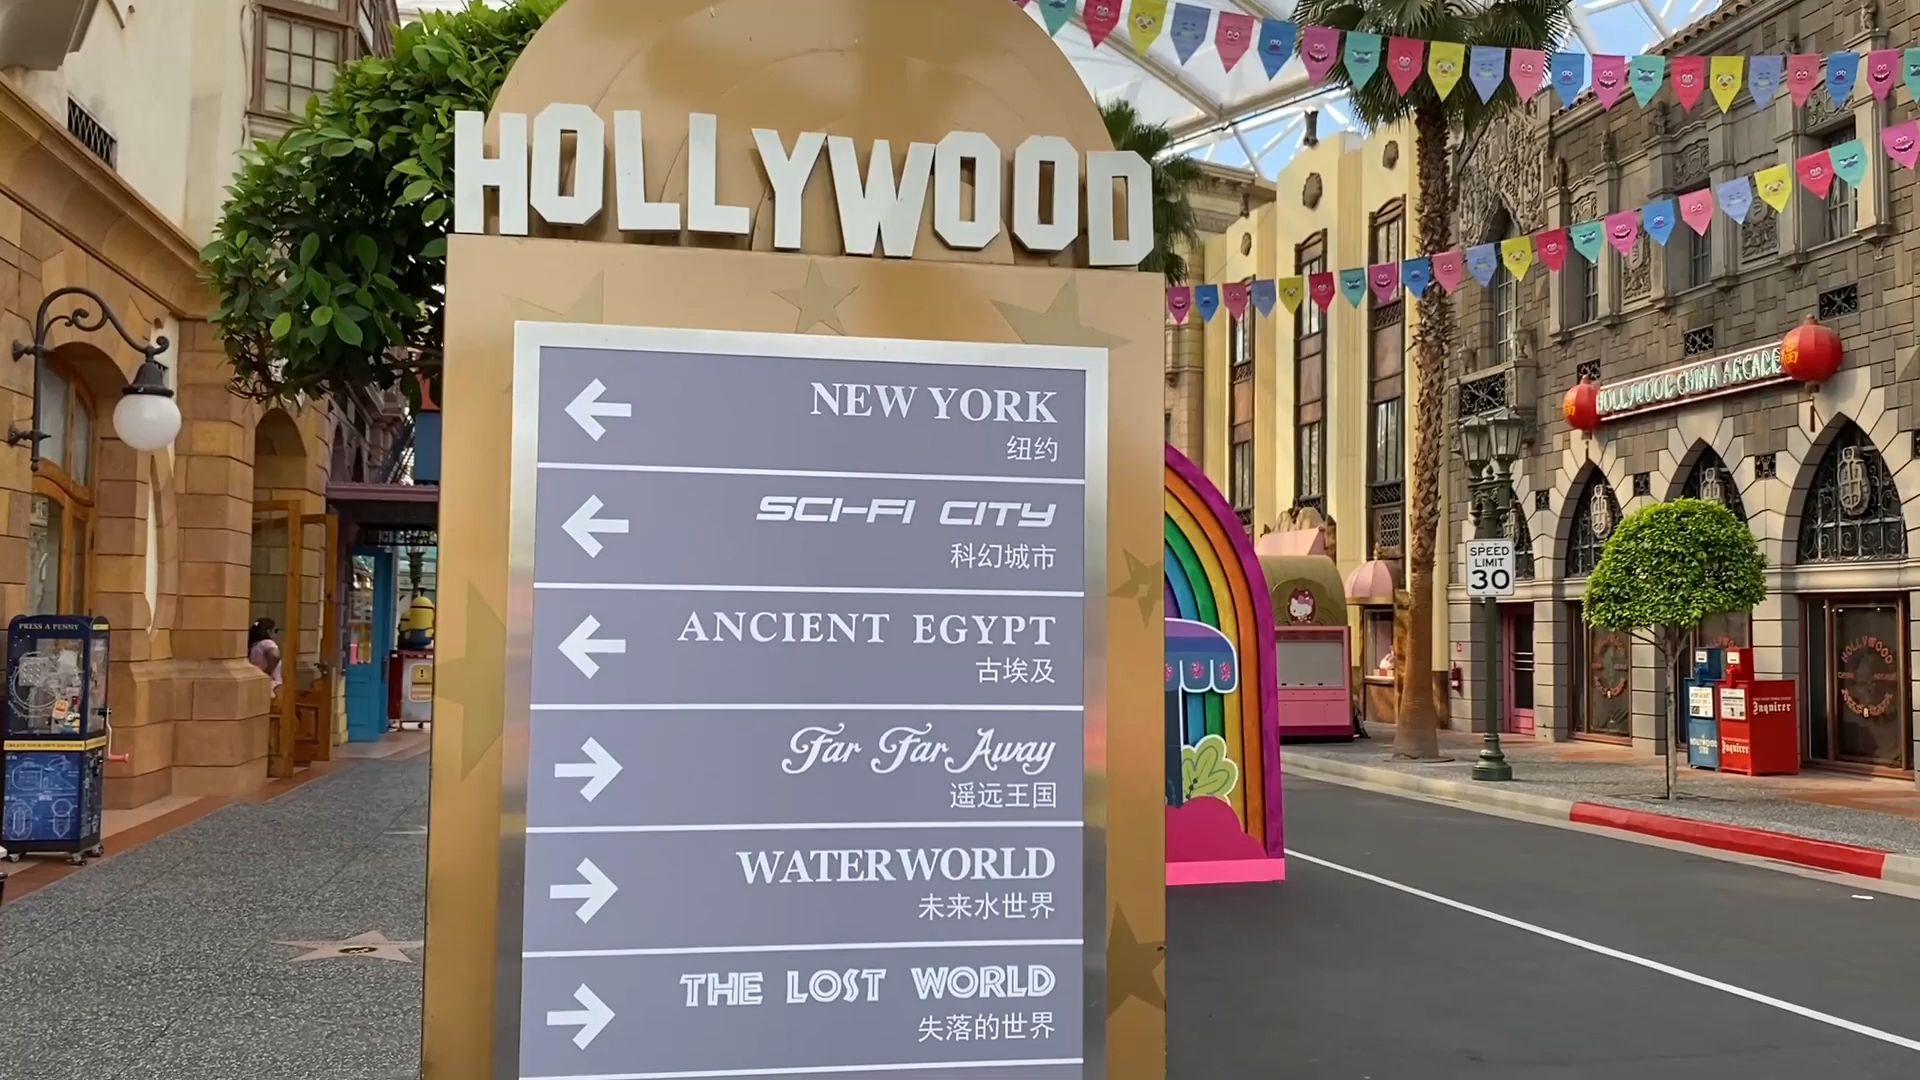 HOLLYWOOD
NEW YORK
纽约
SCI-FI CITY
科幻城市
ANCIENT EGYPT
古埃及
Far Far Away
遥远王国
WATERWORLD
未来水世界
THE LOST WORLD
失落的世界
HOLLYWOOD CHINA ARCADE
SPEED
LIMIT
30
PRESS A PENNY
Inquirer
Inquirer
HOLLYWOOD